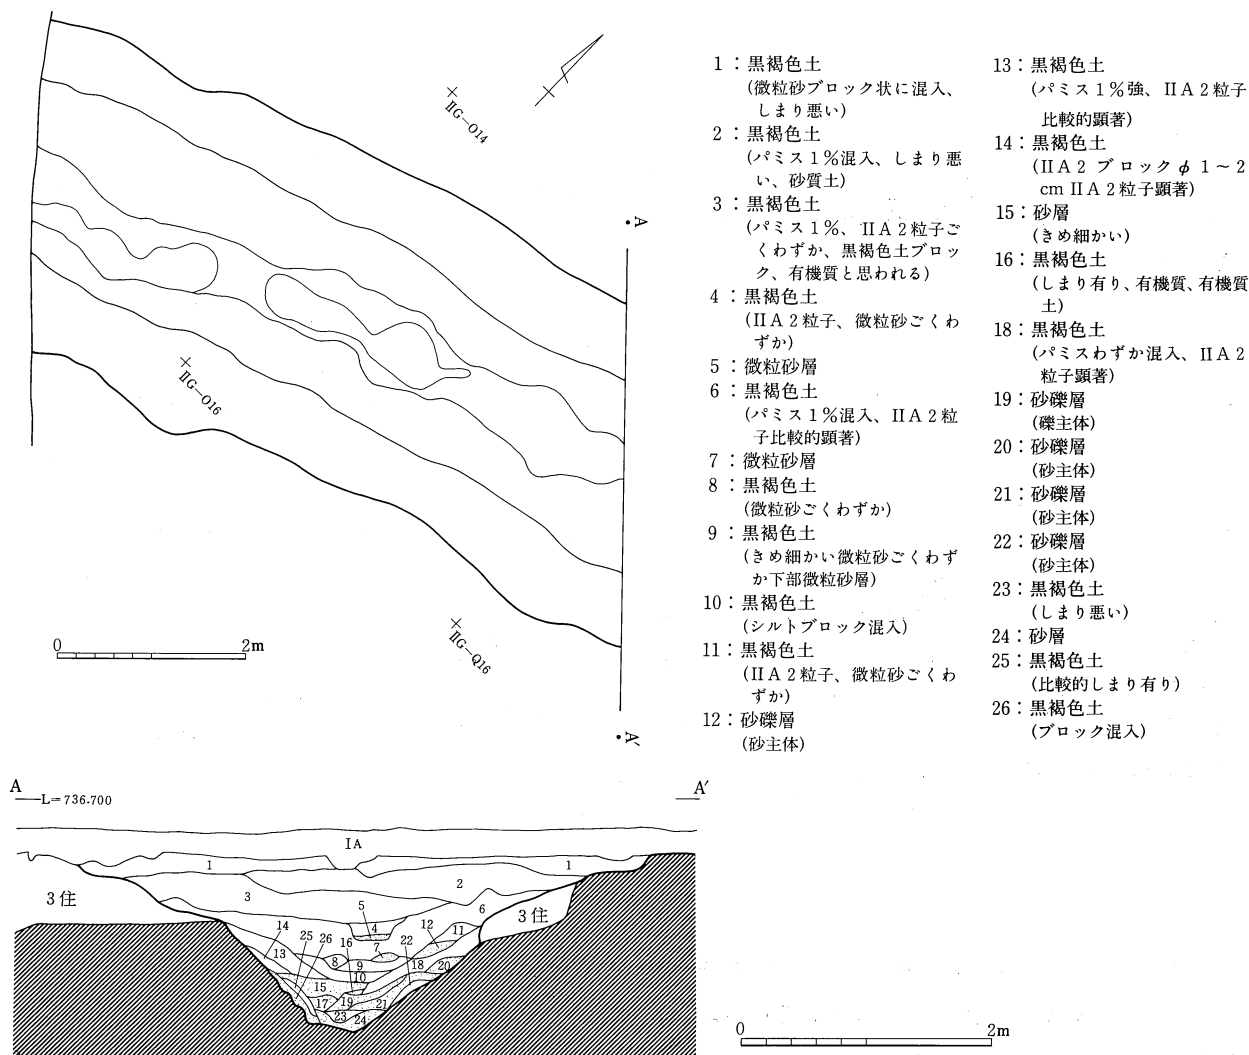 ⅡG—O14
A
ⅡG—O16
ⅡG—Q16
0 2m
A′
1：黒褐色土
(微粒砂ブロック状に混入、
しまり悪い)
2：黒褐色土
(パミス1％混入、しまり悪
い、砂質土)
3：黒褐色土
(パミス1％、ⅡA2粒子ご
くわずか、黒褐色土ブロッ
ク、有機質と思われる)
4：黒褐色土
(ⅡA2粒子、微粒砂ごくわ
ずか)
5：微粒砂層
6：黒褐色土
(パミス1％混入、ⅡA2粒
子比較的顕著)
7：微粒砂層
8：黒褐色土
(微粒砂ごくわずか)
9：黒褐色土
(きめ細かい微粒砂ごくわず
か下部微粒砂層)
10：黒褐色土
(シルトブロック混入)
11：黒褐色土
(ⅡA2粒子、微粒砂ごくわ
ずか)
12：砂礫層
(砂主体)
13：黒褐色土
(パミス1％強、ⅡA2粒子
比較的顕著)
14：黒褐色土
(ⅡA2 ブロックφ1～2
cm ⅡA2粒子顕著)
15：砂層
(きめ細かい)
16：黒褐色土
(しまり有り、有機質、有機質
土)
18：黒褐色土
(パミスわずか混入、ⅡA2
粒子顕著)
19：砂礫層
(礫主体)
20：砂礫層
(砂主体)
21：砂礫層
(砂主体)
22：砂礫層
(砂主体)
23：黒褐色土
(しまり悪い)
24：砂層
25：黒褐色土
(比較的しまり有り)
26：黒褐色土
(ブロック混入)
A A′
L=736.700
ⅠA
1 1
2
3住 3
5 6 3住
4 12 11
14 25 26 16 7 22
13 8 9 18 20
10
15
17 19 21
23 24
0 2m